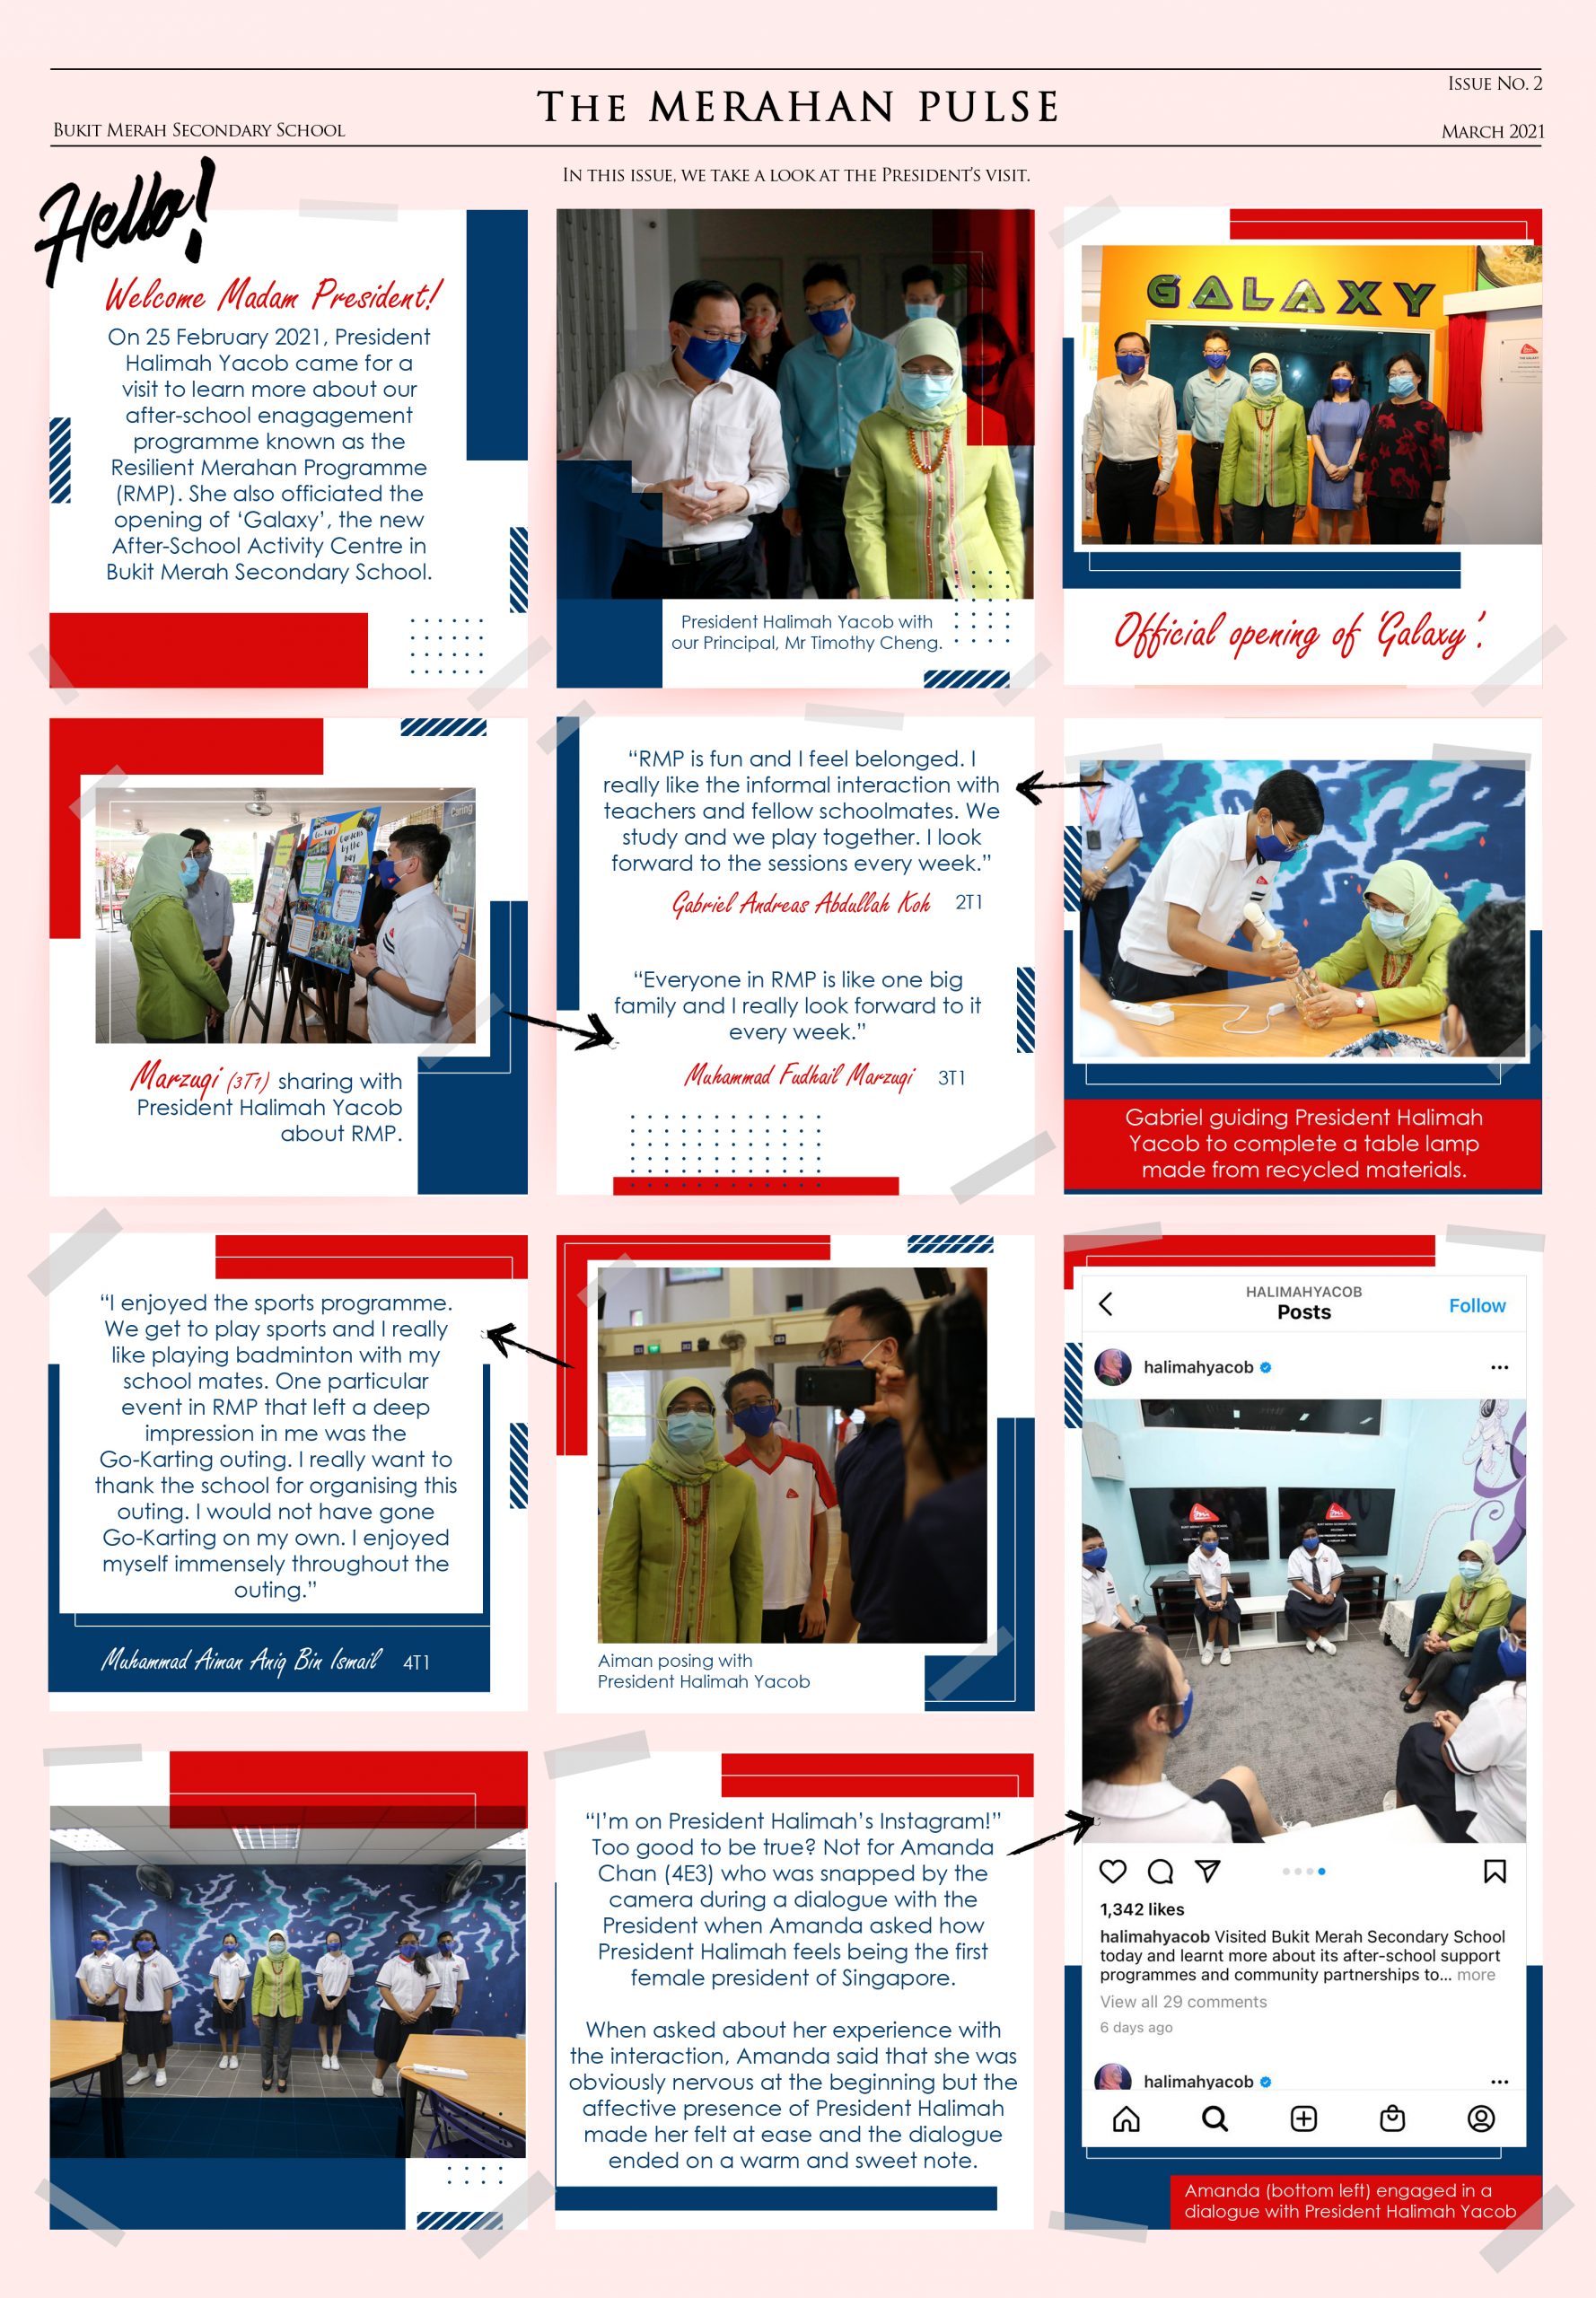 Issue No. 2
The MERAHAN PULSE
Bukit Merah Secondary School
March 2021
In this issue, we take a look at the President's visit.
Hello!
Welcome Madam President!
On 25 February 2021, President
Halimah Yacob came for a
visit to learn more about our
after-school enagagement
programme known as the
Resilient Merahan Programme
(RMP). She also officiated the
opening of ‘Galaxy’, the new
After-School Activity Centre in
Bukit Merah Secondary School.
President Halimah Yacob with
our Principal, Mr Timothy Cheng.
GALAXY
Official opening of ‘Galaxy’.
Caring
Go-Kart
Gardens
by the
bay
Marzuqi (3T1) sharing with
President Halimah Yacob
about RMP.
“RMP is fun and I feel belonged. I
really like the informal interaction with
teachers and fellow schoolmates. We
study and we play together. I look
forward to the sessions every week.”
Gabriel Andreas Abdullah Koh 2T1
“Everyone in RMP is like one big
family and I really look forward to it
every week.”
Muhammad Fudhail Marzuqi 3T1
Gabriel guiding President Halimah
Yacob to complete a table lamp
made from recycled materials.
“I enjoyed the sports programme.
We get to play sports and I really
like playing badminton with my
school mates. One particular
event in RMP that left a deep
impression in me was the
Go-Karting outing. I really want to
thank the school for organising this
outing. I would not have gone
Go-Karting on my own. I enjoyed
myself immensely throughout the
outing.”
Muhammad Aiman Aniq Bin Ismail 4T1
Aiman posing with
President Halimah Yacob
HALIMAHYACOB
Posts
Follow
halimahyacob
1,342 likes
halimahyacob Visited Bukit Merah Secondary School
today and learnt more about its after-school support
programmes and community partnerships to... more
View all 29 comments
6 days ago
halimahyacob
Amanda (bottom left) engaged in a
dialogue with President Halimah Yacob
“I’m on President Halimah’s Instagram!”
Too good to be true? Not for Amanda
Chan (4E3) who was snapped by the
camera during a dialogue with the
President when Amanda asked how
President Halimah feels being the first
female president of Singapore.
When asked about her experience with
the interaction, Amanda said that she was
obviously nervous at the beginning but the
affective presence of President Halimah
made her felt at ease and the dialogue
ended on a warm and sweet note.